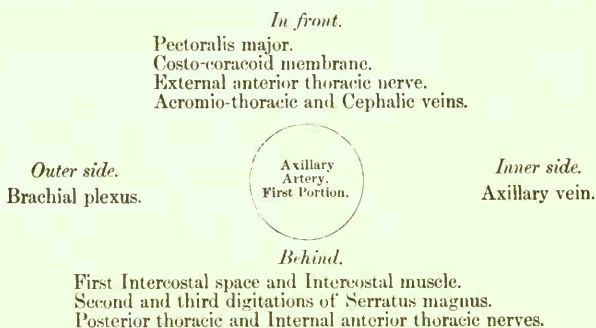 In front.
Pectoralis major.
Costo-coracoid membrane.
External anterior thoracic nerve.
Acromio-thoracic and Cephalic veins.
Outer side.
Brachial plexus.
Axillary
Artery.
First Portion.
Inner side.
Axillary vein.
Behind.
First Intercostal space and Intercostal muscle.
Second and third digitations of Serratus magnus.
Posterior thoracic and Internal anterior thoracic nerves.